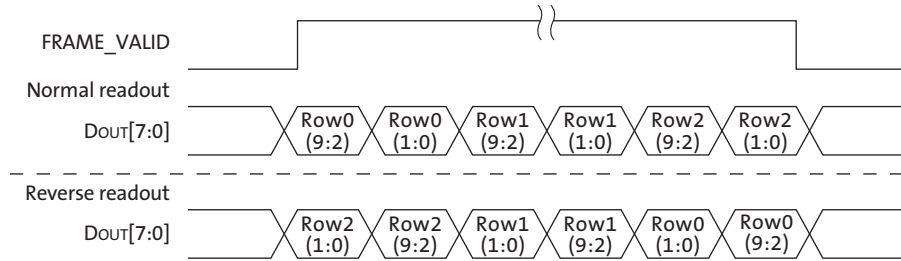 FRAME_VALID
Normal readout
DOUT[7:0]
Row0 Row0 Row1 Row1 Row2 Row2
(9:2) (1:0) (9:2) (1:0) (9:2) (1:0)
Reverse readout
DOUT[7:0]
Row2 Row2 Row1 Row1 Row0 Row0
(1:0) (9:2) (1:0) (9:2) (1:0) (9:2)